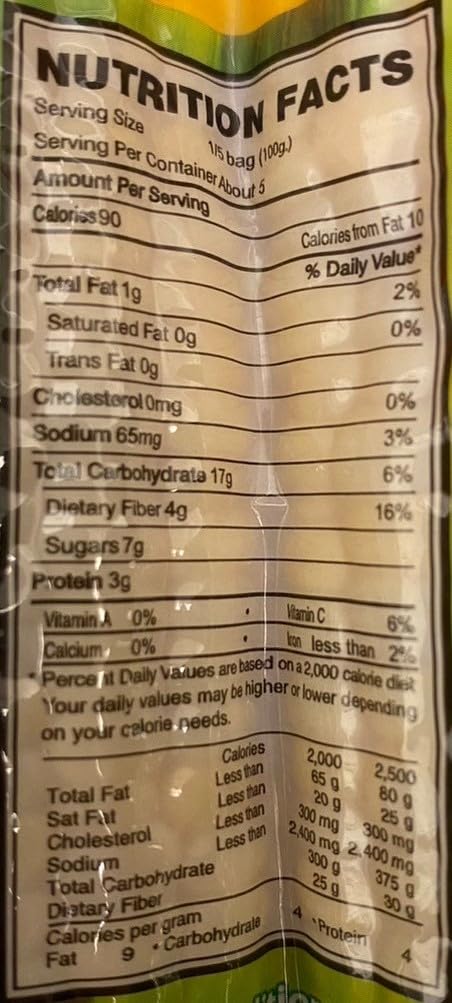 NUTRITION FACTS
Serving Size 1/5 bag (100g.)
Serving Per Container About 5
Amount Per Serving
Calories 90 Calories from Fat 10
% Daily Value*
Total Fat 1g 2%
Saturated Fat 0g 0%
Trans Fat 0g
Cholesterol 0mg 0%
Sodium 65mg 3%
Total Carbohydrate 17g 6%
Dietary Fiber 4g 16%
Sugars 7g
Protein 3g
Vitamin A 0% • Vitamin C 6%
Calcium 0% • Iron less than 2%
* Percent Daily Values are based on a 2,000 calorie diet
Your daily values may be higher or lower depending
on your calorie needs.
Calories 2,000 2,500
Total Fat Less than 65 g 80 g
Sat Fat Less than 20 g 25 g
Cholesterol Less than 300 mg 300 mg
Sodium Less than 2,400 mg 2,400 mg
Total Carbohydrate 300 g 375 g
Dietary Fiber 25 g 30 g
Calories per gram
Fat 9 • Carbohydrate 4 • Protein 4